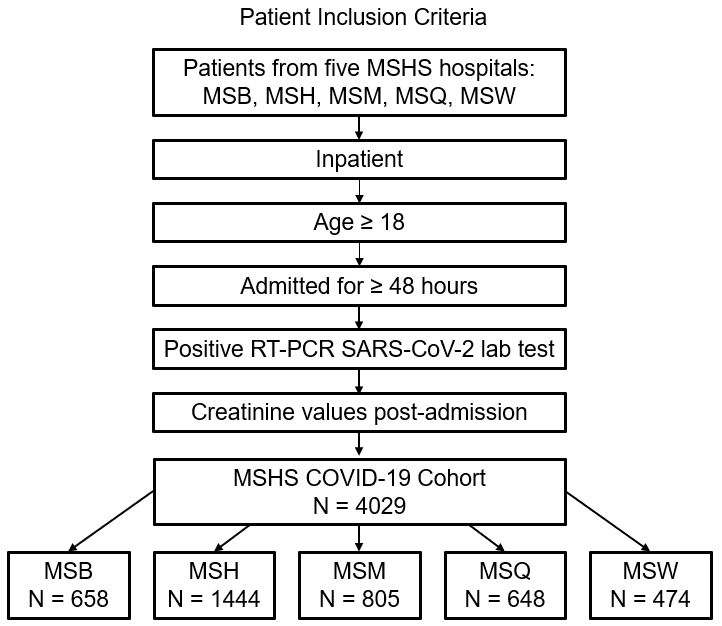 Patient Inclusion Criteria
Patients from five MSHS hospitals:
MSB, MSH, MSM, MSQ, MSW
Inpatient
Age ≥ 18
Admitted for ≥ 48 hours
Positive RT-PCR SARS-CoV-2 lab test
Creatinine values post-admission
MSHS COVID-19 Cohort
N = 4029
MSB
N = 658
MSH
N = 1444
MSM
N = 805
MSQ
N = 648
MSW
N = 474